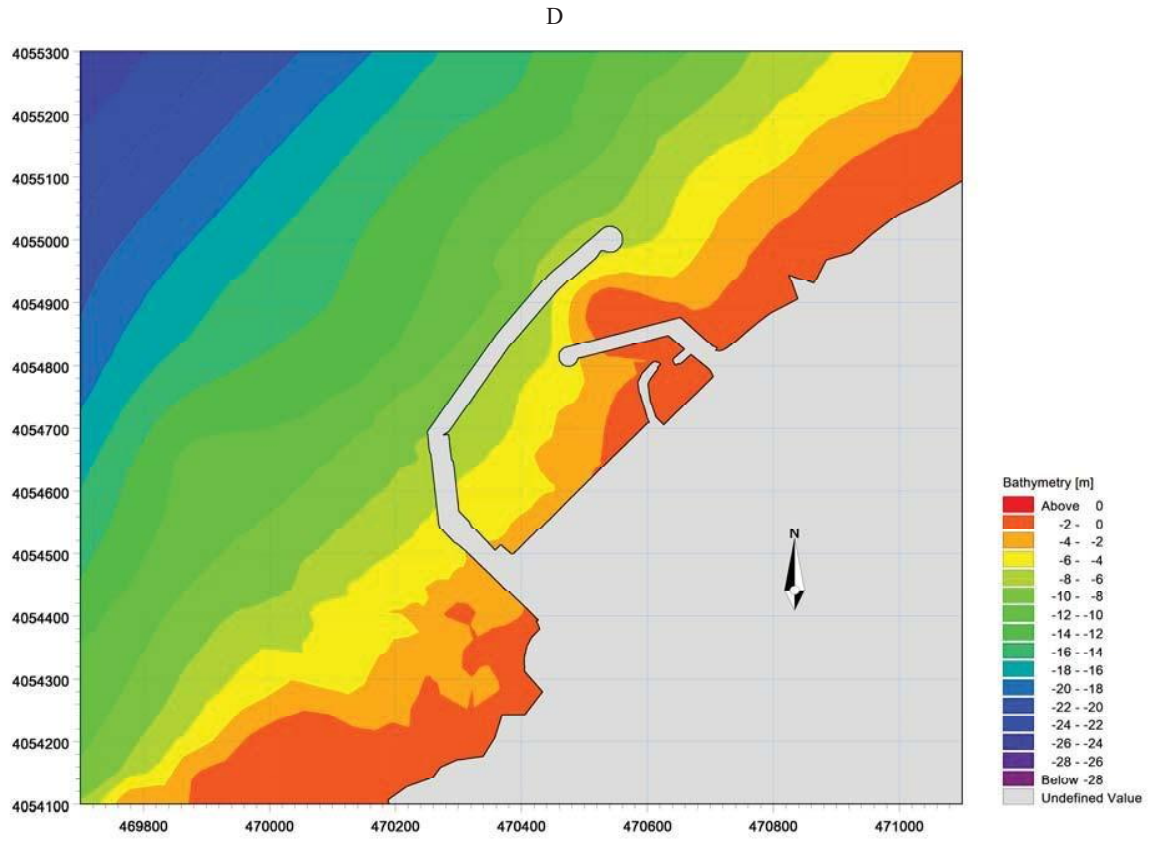 D
4055300
4055200
4055100
4055000
4054900
4054800
4054700
4054600
4054500
4054400
4054300
4054200
4054100
469800 470000 470200 470400 470600 470800 471000
N
Bathymetry [m]
Above 0
-2 - 0
-4 - -2
-6 - -4
-8 - -6
-10 - -8
-12 - -10
-14 - -12
-16 - -14
-18 - -16
-20 - -18
-22 - -20
-24 - -22
-26 - -24
-28 - -26
Below -28
Undefined Value